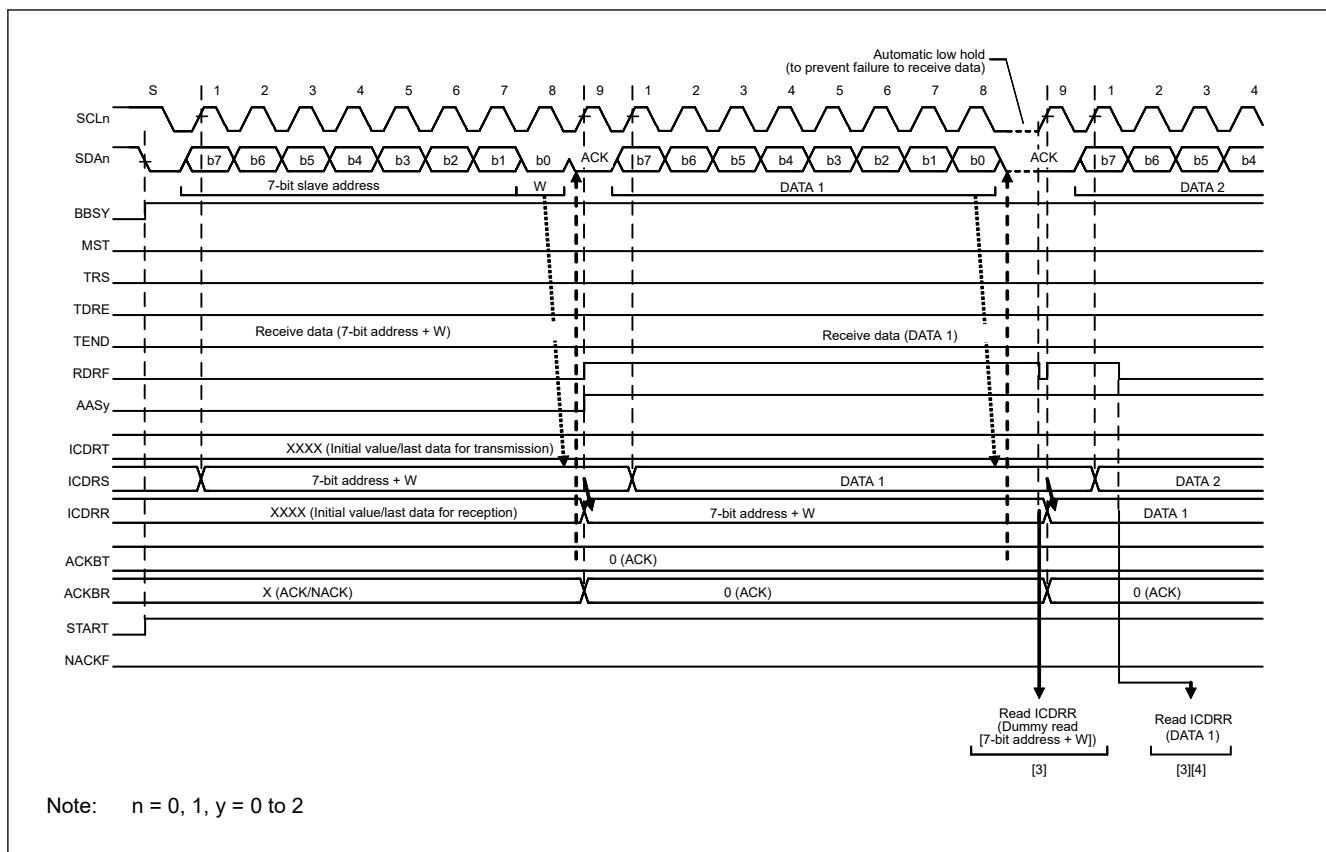 Automatic low hold
(to prevent failure to receive data)
S 1 2 3 4 5 6 7 8 9 1 2 3 4 5 6 7 8 9 1 2 3 4
SCLn
SDAn b7 b6 b5 b4 b3 b2 b1 b0 ACK b7 b6 b5 b4 b3 b2 b1 b0 ACK b7 b6 b5 b4
7-bit slave address W DATA 1 DATA 2
BBSY
MST
TRS
TDRE
Receive data (7-bit address + W) Receive data (DATA 1)
TEND
RDRF
AASy
ICDRT XXXX (Initial value/last data for transmission)
ICDRS 7-bit address + W DATA 1 DATA 2
ICDRR XXXX (Initial value/last data for reception) 7-bit address + W DATA 1
ACKBT 0 (ACK)
ACKBR X (ACK/NACK) 0 (ACK) 0 (ACK)
START
NACKF
Read ICDRR
(Dummy read
[7-bit address + W])
[3]
Read ICDRR
(DATA 1)
[3][4]
Note: n = 0, 1, y = 0 to 2